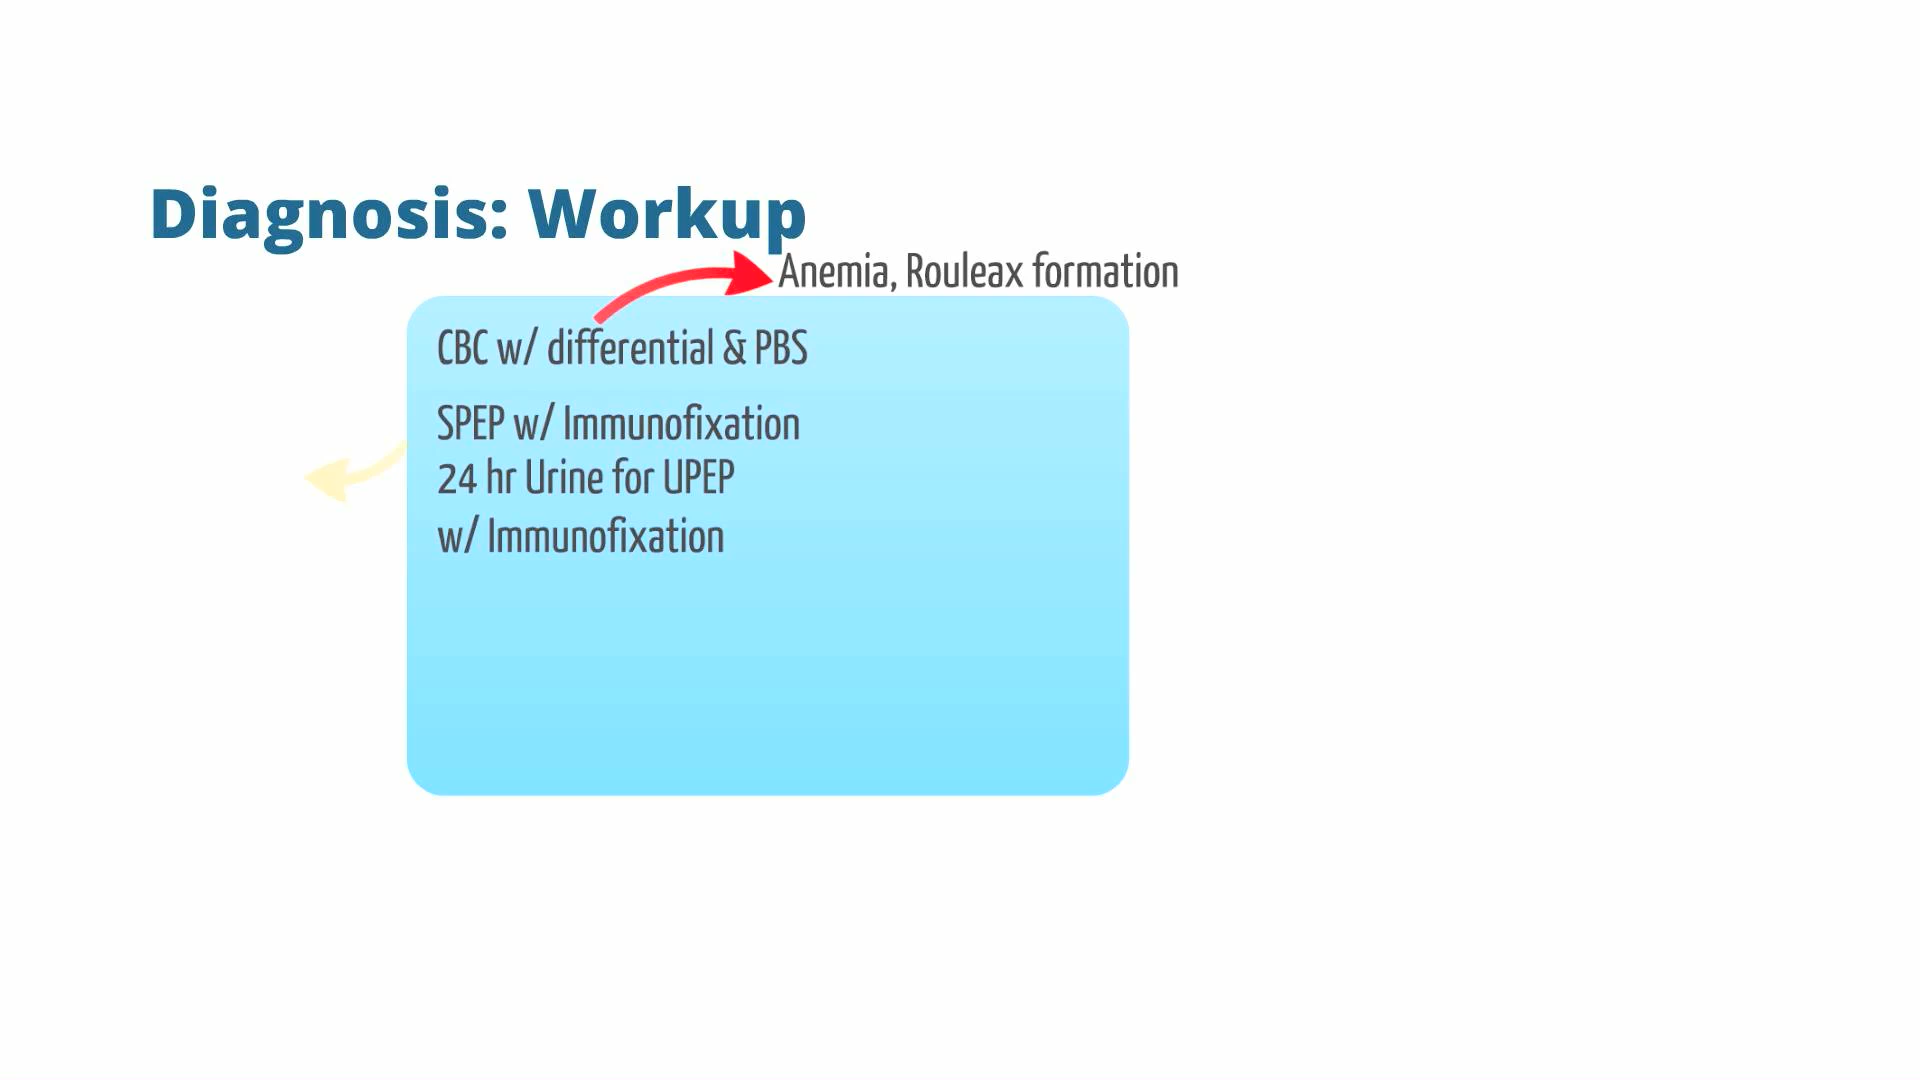 Diagnosis: Workup
Anemia, Rouleax formation
CBC w/ differential & PBS
SPEP w/ Immunofixation
24 hr Urine for UPEP
w/ Immunofixation